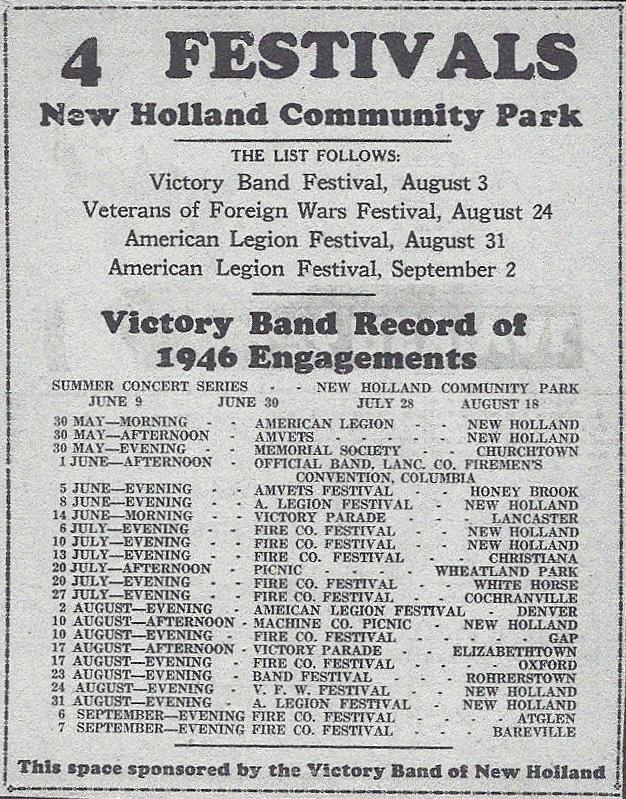 4 FESTIVALS
New Holland Community Park
THE LIST FOLLOWS:
Victory Band Festival, August 3
Veterans of Foreign Wars Festival, August 24
American Legion Festival, August 31
American Legion Festival, September 2
Victory Band Record of
1946 Engagements
SUMMER CONCERT SERIES - - NEW HOLLAND COMMUNITY PARK
JUNE 9 JUNE 30 JULY 28 AUGUST 18
30 MAY—MORNING - - AMERICAN LEGION - - NEW HOLLAND
30 MAY—AFTERNOON - AMVETS - - - - - NEW HOLLAND
30 MAY—EVENING - - MEMORIAL SOCIETY - - CHURCHTOWN
1 JUNE—AFTERNOON - OFFICIAL BAND, LANC. CO. FIREMEN'S
CONVENTION, COLUMBIA
5 JUNE—EVENING - - AMVETS FESTIVAL - - HONEY BROOK
8 JUNE—EVENING - - A. LEGION FESTIVAL - NEW HOLLAND
14 JUNE—MORNING - - VICTORY PARADE - - - LANCASTER
6 JULY—EVENING - - FIRE CO. FESTIVAL - - NEW HOLLAND
10 JULY—EVENING - - FIRE CO. FESTIVAL - - NEW HOLLAND
13 JULY—EVENING - - FIRE CO. FESTIVAL - - CHRISTIANA
20 JULY—AFTERNOON - PICNIC - - - - WHEATLAND PARK
20 JULY—EVENING - - FIRE CO. FESTIVAL - - WHITE HORSE
27 JULY—EVENING - - FIRE CO. FESTIVAL - - COCHRANVILLE
2 AUGUST—EVENING - AMEICAN LEGION FESTIVAL - DENVER
10 AUGUST—AFTERNOON - MACHINE CO. PICNIC - NEW HOLLAND
10 AUGUST—EVENING - FIRE CO. FESTIVAL - - - - - - GAP
17 AUGUST—AFTERNOON - VICTORY PARADE - - ELIZABETHTOWN
17 AUGUST—EVENING - FIRE CO. FESTIVAL - - - - OXFORD
23 AUGUST—EVENING - BAND FESTIVAL - - - ROHRERSTOWN
24 AUGUST—EVENING - V. F. W. FESTIVAL - - NEW HOLLAND
31 AUGUST—EVENING - A. LEGION FESTIVAL - - NEW HOLLAND
6 SEPTEMBER—EVENING FIRE CO. FESTIVAL - - - - ATGLEN
7 SEPTEMBER—EVENING FIRE CO. FESTIVAL - - - BAREVILLE
This space sponsored by the Victory Band of New Holland